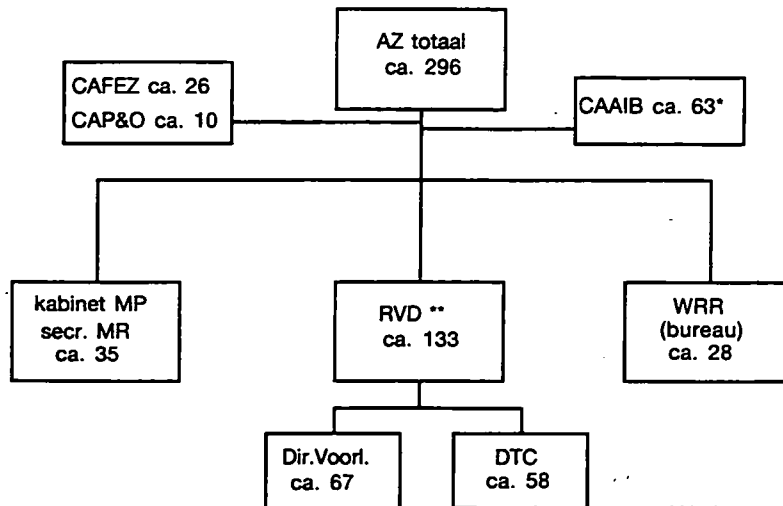 AZ totaal
ca. 296
CAFEZ ca. 26
CAP&O ca. 10
CAAIB ca. 63*
kabinet MP
secr. MR
ca. 35
RVD **
ca. 133
WRR
(bureau)
ca. 28
Dir.Voorl.
ca. 67
DTC
ca. 58